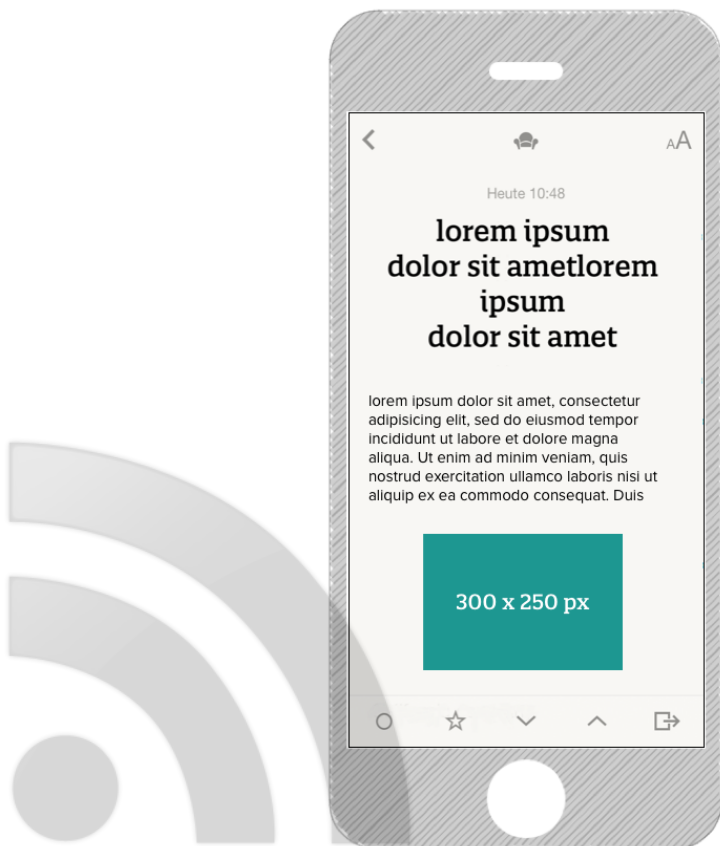 AA
Heute 10:48
lorem ipsum
dolor sit ametlorem
ipsum
dolor sit amet
lorem ipsum dolor sit amet, consectetur
adipisicing elit, sed do eiusmod tempor
incididunt ut labore et dolore magna
aliqua. Ut enim ad minim veniam, quis
nostrud exercitation ullamco laboris nisi ut
aliquip ex ea commodo consequat. Duis
300 x 250 px